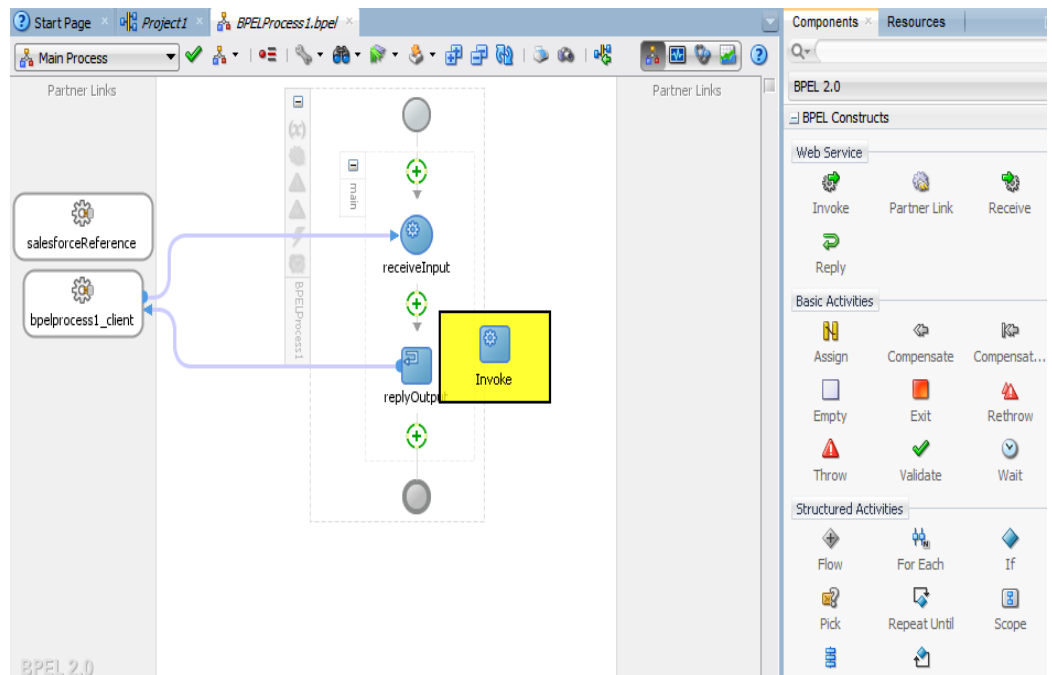 Start Page
Project1
BPELProcess1.bpel
Main Process
Partner Links
Partner Links
(x)
main
salesforceReference
receiveInput
bpelprocess1_client
BPELProcess1
Invoke
replyOutput
BPEL 2.0
Components
Resources
BPEL 2.0
BPEL Constructs
Web Service
Invoke
Partner Link
Receive
Reply
Basic Activities
Assign
Compensate
Compensat...
Empty
Exit
Rethrow
Throw
Validate
Wait
Structured Activities
Flow
For Each
If
Pick
Repeat Until
Scope